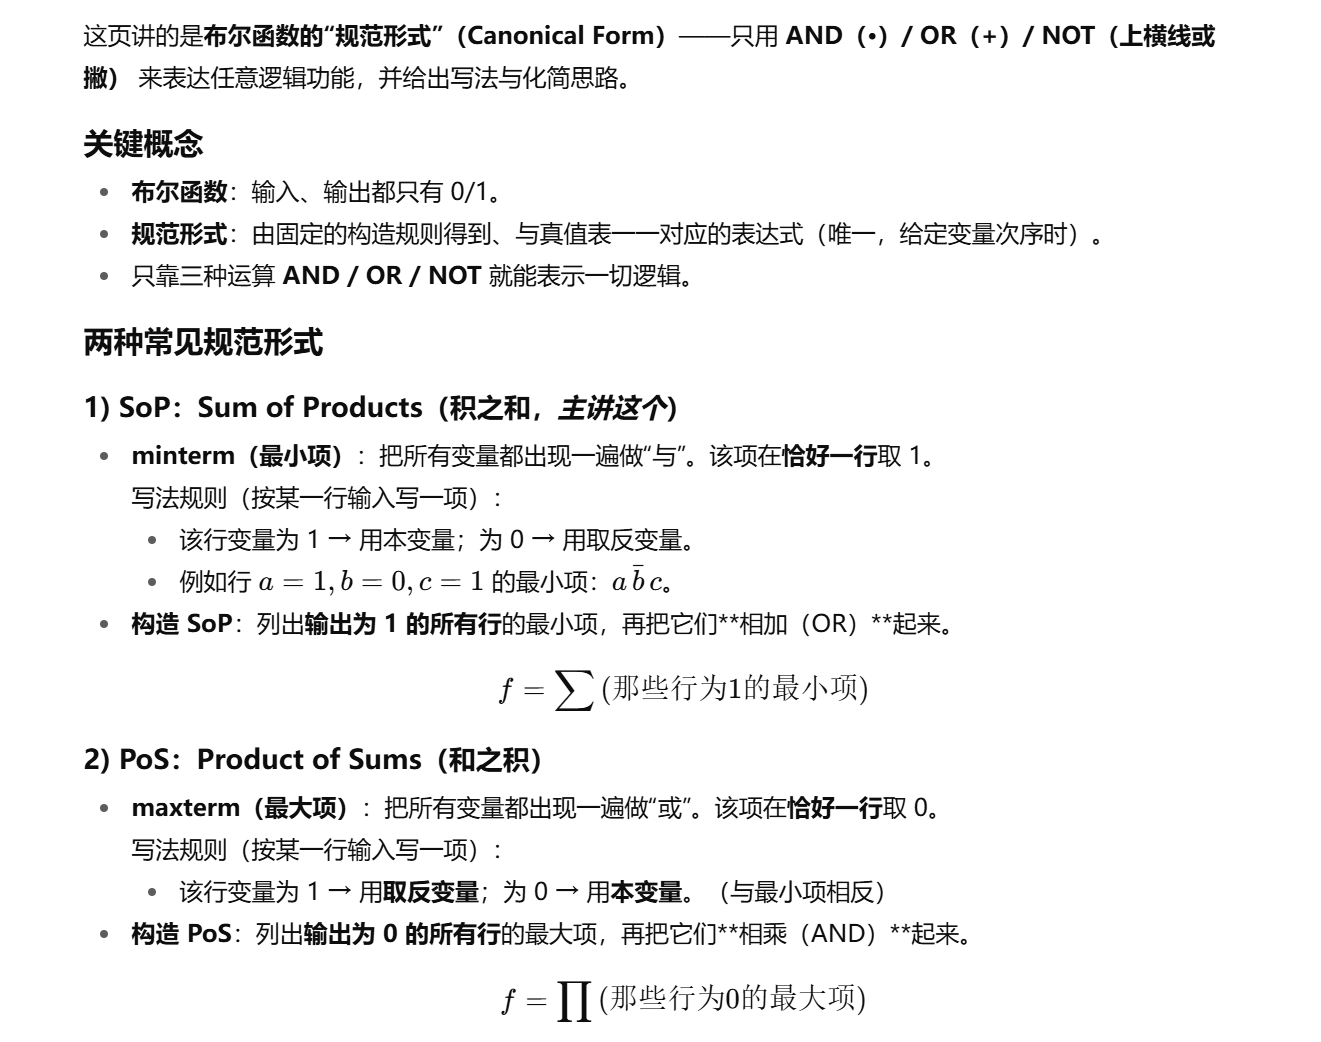 这页讲的是布尔函数的“规范形式”（Canonical Form）——只用 AND（•）/ OR（+）/ NOT（上横线或
撇） 来表达任意逻辑功能，并给出写法与化简思路。
关键概念
• 布尔函数：输入、输出都只有 0/1。
• 规范形式：由固定的构造规则得到、与真值表一一对应的表达式（唯一，给定变量次序时）。
• 只靠三种运算 AND / OR / NOT 就能表示一切逻辑。
两种常见规范形式
1) SoP：Sum of Products（积之和，主讲这个）
• minterm（最小项）：把所有变量都出现一遍做“与”。该项在恰好一行取 1。
写法规则（按某一行输入写一项）：
• 该行变量为 1 → 用本变量；为 0 → 用取反变量。
• 例如行 a = 1, b = 0, c = 1 的最小项：a b̄ c。
• 构造 SoP：列出输出为 1 的所有行的最小项，再把它们**相加（OR）**起来。
f = ∑ (那些行为1的最小项)
2) PoS：Product of Sums（和之积）
• maxterm（最大项）：把所有变量都出现一遍做“或”。该项在恰好一行取 0。
写法规则（按某一行输入写一项）：
• 该行变量为 1 → 用取反变量；为 0 → 用本变量。（与最小项相反）
• 构造 PoS：列出输出为 0 的所有行的最大项，再把它们**相乘（AND）**起来。
f = ∏ (那些行为0的最大项)